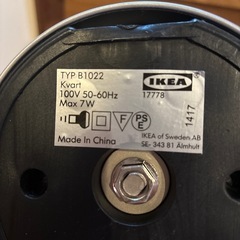 TYP B1022
Kvart
100V 50-60Hz
Max 7W
F
PS
E
Made In China
IKEA
17778
1417
IKEA of Sweden AB
SE- 343 81 Älmhult